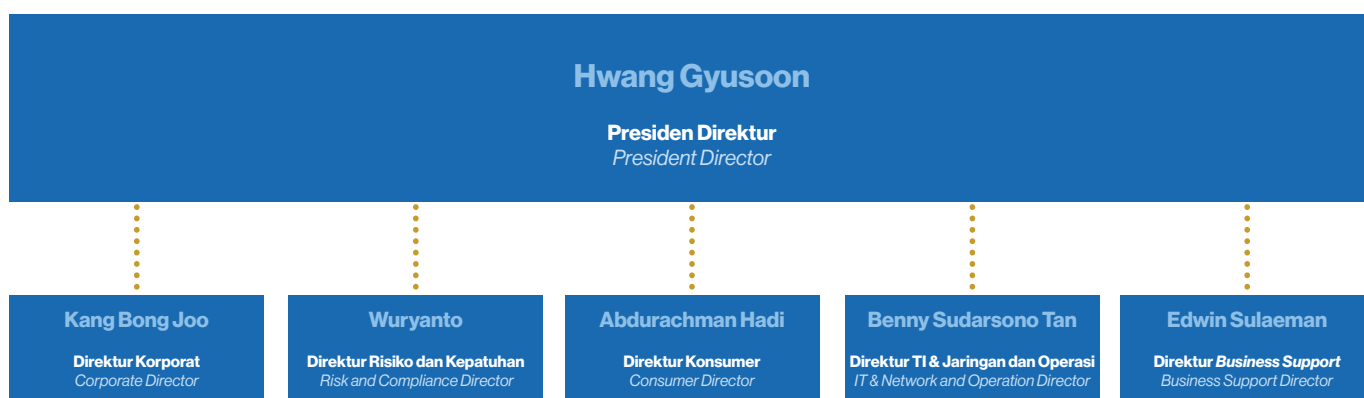 Hwang Gyusoon
Presiden Direktur
President Director
Kang Bong Joo
Direktur Korporat
Corporate Director
Wuryanto
Direktur Risiko dan Kepatuhan
Risk and Compliance Director
Abdurachman Hadi
Direktur Konsumer
Consumer Director
Benny Sudarsono Tan
Direktur TI & Jaringan dan Operasi
IT & Network and Operation Director
Edwin Sulaeman
Direktur Business Support
Business Support Director